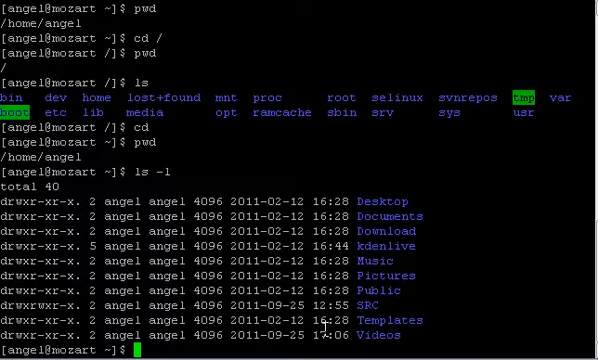 [angel@mozart ~]$ pwd
/home/angel
[angel@mozart ~]$ cd /
[angel@mozart /]$ pwd
/
[angel@mozart /]$ ls
bin dev home lost+found mnt proc root selinux svnrepos tmp var
boot etc lib media opt ramcache sbin srv sys usr
[angel@mozart /]$ cd
[angel@mozart ~]$ pwd
/home/angel
[angel@mozart ~]$ ls -l
total 40
drwxr-xr-x. 2 angel angel 4096 2011-02-12 16:28 Desktop
drwxr-xr-x. 2 angel angel 4096 2011-02-12 16:28 Documents
drwxr-xr-x. 2 angel angel 4096 2011-02-12 16:28 Download
drwxr-xr-x. 5 angel angel 4096 2011-02-12 16:44 kdenlive
drwxr-xr-x. 2 angel angel 4096 2011-02-12 16:28 Music
drwxr-xr-x. 2 angel angel 4096 2011-02-12 16:28 Pictures
drwxr-xr-x. 2 angel angel 4096 2011-02-12 16:28 Public
drwxrwxr-x. 2 angel angel 4096 2011-09-25 12:55 SRC
drwxr-xr-x. 2 angel angel 4096 2011-02-12 16:28 Templates
drwxr-xr-x. 2 angel angel 4096 2011-09-25 17:06 Videos
[angel@mozart ~]$